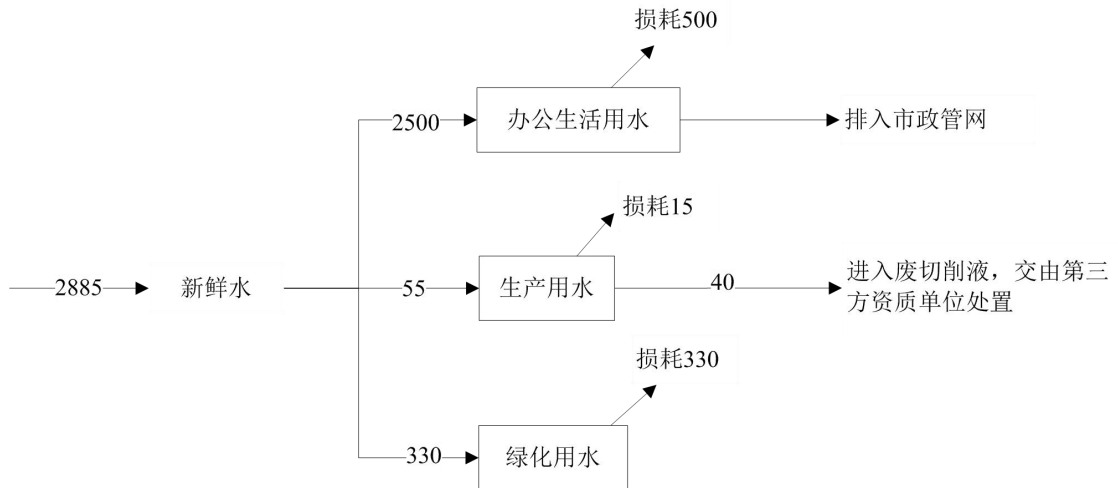 损耗500
2500
办公生活用水
排入市政管网
损耗15
2885
新鲜水
55
生产用水
40
进入废切削液，交由第三
方资质单位处置
损耗330
330
绿化用水